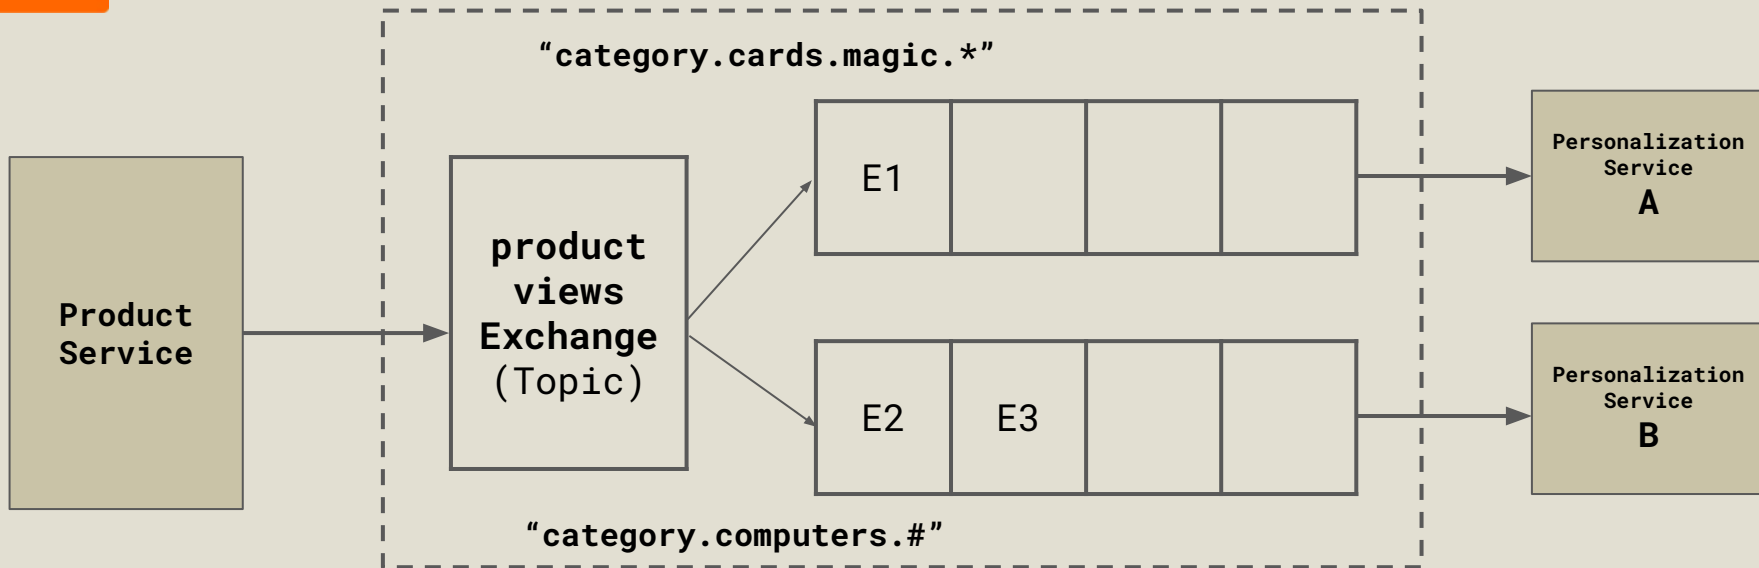 “category.cards.magic.*”
Product
Service
product
views
Exchange
(Topic)
E1
E2 E3
Personalization
Service
A
Personalization
Service
B
“category.computers.#”